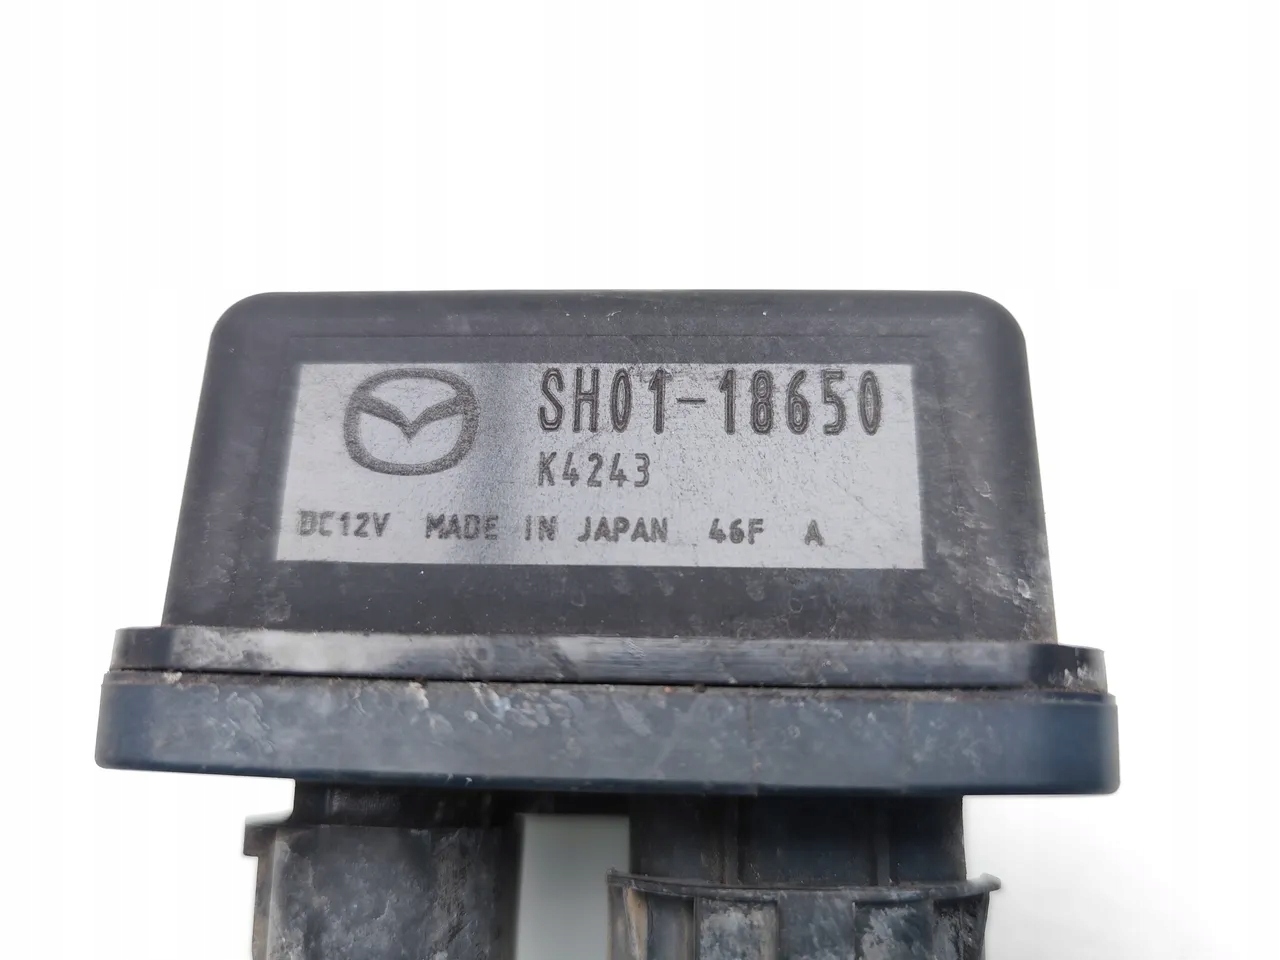 SH01-18650
K4243
DC12V MADE IN JAPAN 46F A